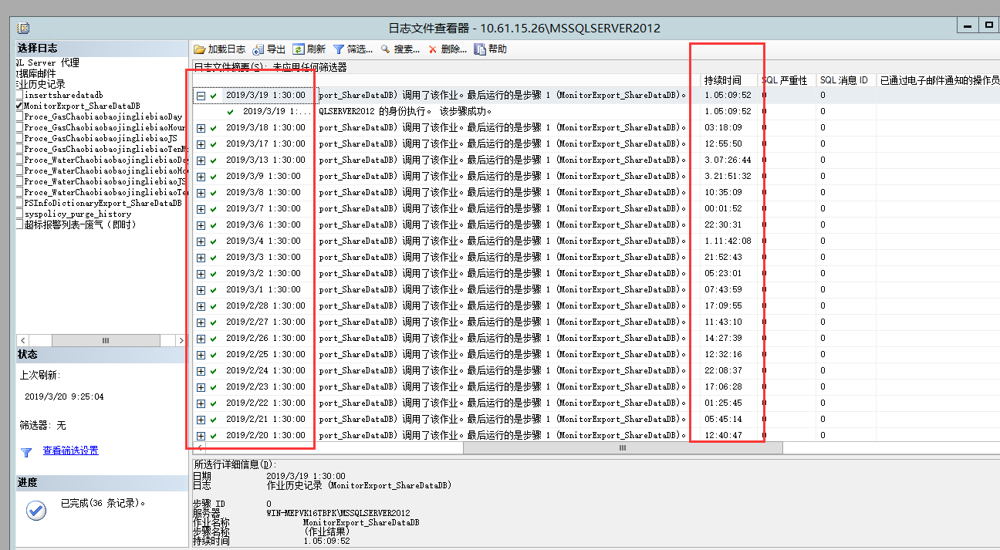 日志文件查看器 - 10.61.15.26\MSSQLSERVER2012
选择日志
QL Server 代理
数据库邮件
作业历史记录
insertsharedatadb
MonitorExport_ShareDataDB
Proce_GasChaobiaobaojingliebiaoDay
Proce_GasChaobiaobaojingliebiaoHour
Proce_GasChaobiaobaojingliebiaoJS
Proce_GasChaobiaobaojingliebiaoTenM
Proce_WaterChaobiaobaojingliebiaoDa
Proce_WaterChaobiaobaojingliebiaoHo
Proce_WaterChaobiaobaojingliebiaoJS
Proce_WaterChaobiaobaojingliebiaoTe
PSInfoDictionaryExport_ShareDataDB
syspolicy_purge_history
超标报警列表-废气（即时）
状态
上次刷新:
2019/3/20 9:25:04
筛选器: 无
查看筛选设置
进度
已完成(36 条记录)。
加载日志 导出 刷新 筛选... 搜索... 删除... 帮助
日志文件摘要(S): 未应用任何筛选器
持续时间 SQL 严重性 SQL 消息 ID 已通过电子邮件通知的操作员
2019/3/19 1:30:00 port_ShareDataDB) 调用了该作业。最后运行的是步骤 1 (MonitorExport_ShareDataDB)。 1.05:09:52 0 0
2019/3/19 1:... QLSERVER2012 的身份执行。 该步骤成功。 1.05:09:52 0 0
2019/3/18 1:30:00 port_ShareDataDB) 调用了该作业。最后运行的是步骤 1 (MonitorExport_ShareDataDB)。 03:18:09 0 0
2019/3/17 1:30:00 port_ShareDataDB) 调用了该作业。最后运行的是步骤 1 (MonitorExport_ShareDataDB)。 12:55:50 0 0
2019/3/13 1:30:00 port_ShareDataDB) 调用了该作业。最后运行的是步骤 1 (MonitorExport_ShareDataDB)。 3.07:26:44 0 0
2019/3/9 1:30:00 port_ShareDataDB) 调用了该作业。最后运行的是步骤 1 (MonitorExport_ShareDataDB)。 3.21:51:32 0 0
2019/3/8 1:30:00 port_ShareDataDB) 调用了该作业。最后运行的是步骤 1 (MonitorExport_ShareDataDB)。 10:35:09 0 0
2019/3/7 1:30:00 port_ShareDataDB) 调用了该作业。最后运行的是步骤 1 (MonitorExport_ShareDataDB)。 00:01:52 0 0
2019/3/6 1:30:00 port_ShareDataDB) 调用了该作业。最后运行的是步骤 1 (MonitorExport_ShareDataDB)。 22:30:31 0 0
2019/3/4 1:30:00 port_ShareDataDB) 调用了该作业。最后运行的是步骤 1 (MonitorExport_ShareDataDB)。 1.11:42:08 0 0
2019/3/3 1:30:00 port_ShareDataDB) 调用了该作业。最后运行的是步骤 1 (MonitorExport_ShareDataDB)。 21:52:43 0 0
2019/3/2 1:30:00 port_ShareDataDB) 调用了该作业。最后运行的是步骤 1 (MonitorExport_ShareDataDB)。 05:23:01 0 0
2019/3/1 1:30:00 port_ShareDataDB) 调用了该作业。最后运行的是步骤 1 (MonitorExport_ShareDataDB)。 07:43:59 0 0
2019/2/28 1:30:00 port_ShareDataDB) 调用了该作业。最后运行的是步骤 1 (MonitorExport_ShareDataDB)。 17:09:55 0 0
2019/2/27 1:30:00 port_ShareDataDB) 调用了该作业。最后运行的是步骤 1 (MonitorExport_ShareDataDB)。 11:43:10 0 0
2019/2/26 1:30:00 port_ShareDataDB) 调用了该作业。最后运行的是步骤 1 (MonitorExport_ShareDataDB)。 14:27:39 0 0
2019/2/25 1:30:00 port_ShareDataDB) 调用了该作业。最后运行的是步骤 1 (MonitorExport_ShareDataDB)。 12:32:16 0 0
2019/2/24 1:30:00 port_ShareDataDB) 调用了该作业。最后运行的是步骤 1 (MonitorExport_ShareDataDB)。 22:08:37 0 0
2019/2/23 1:30:00 port_ShareDataDB) 调用了该作业。最后运行的是步骤 1 (MonitorExport_ShareDataDB)。 17:06:28 0 0
2019/2/22 1:30:00 port_ShareDataDB) 调用了该作业。最后运行的是步骤 1 (MonitorExport_ShareDataDB)。 01:25:45 0 0
2019/2/21 1:30:00 port_ShareDataDB) 调用了该作业。最后运行的是步骤 1 (MonitorExport_ShareDataDB)。 05:45:14 0 0
2019/2/20 1:30:00 port_ShareDataDB) 调用了该作业。最后运行的是步骤 1 (MonitorExport_ShareDataDB)。 12:40:47 0 0
所选行详细信息(D):
日期 2019/3/19 1:30:00
日志 作业历史记录 (MonitorExport_ShareDataDB)
步骤 ID 0
服务器 WIN-MEPVK16TBPK\MSSQLSERVER2012
作业名称 MonitorExport_ShareDataDB
步骤名称 (作业结果)
持续时间 1.05:09:52